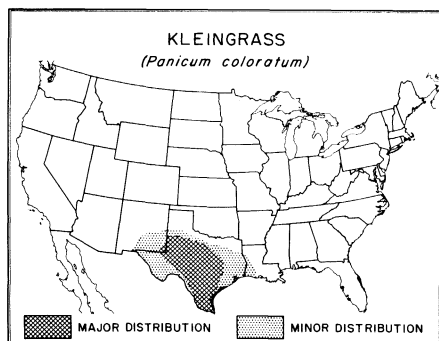 KLEINGRASS
(Panicum coloratum)
MAJOR DISTRIBUTION MINOR DISTRIBUTION